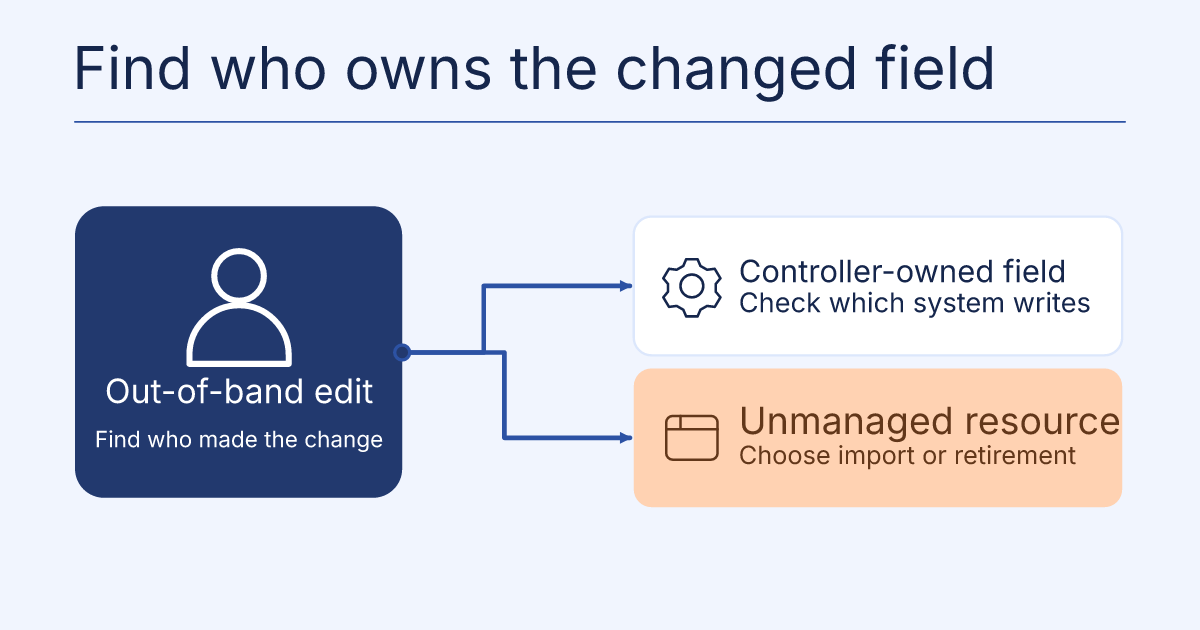 Find who owns the changed field
Out-of-band edit
Find who made the change
Controller-owned field
Check which system writes
Unmanaged resource
Choose import or retirement